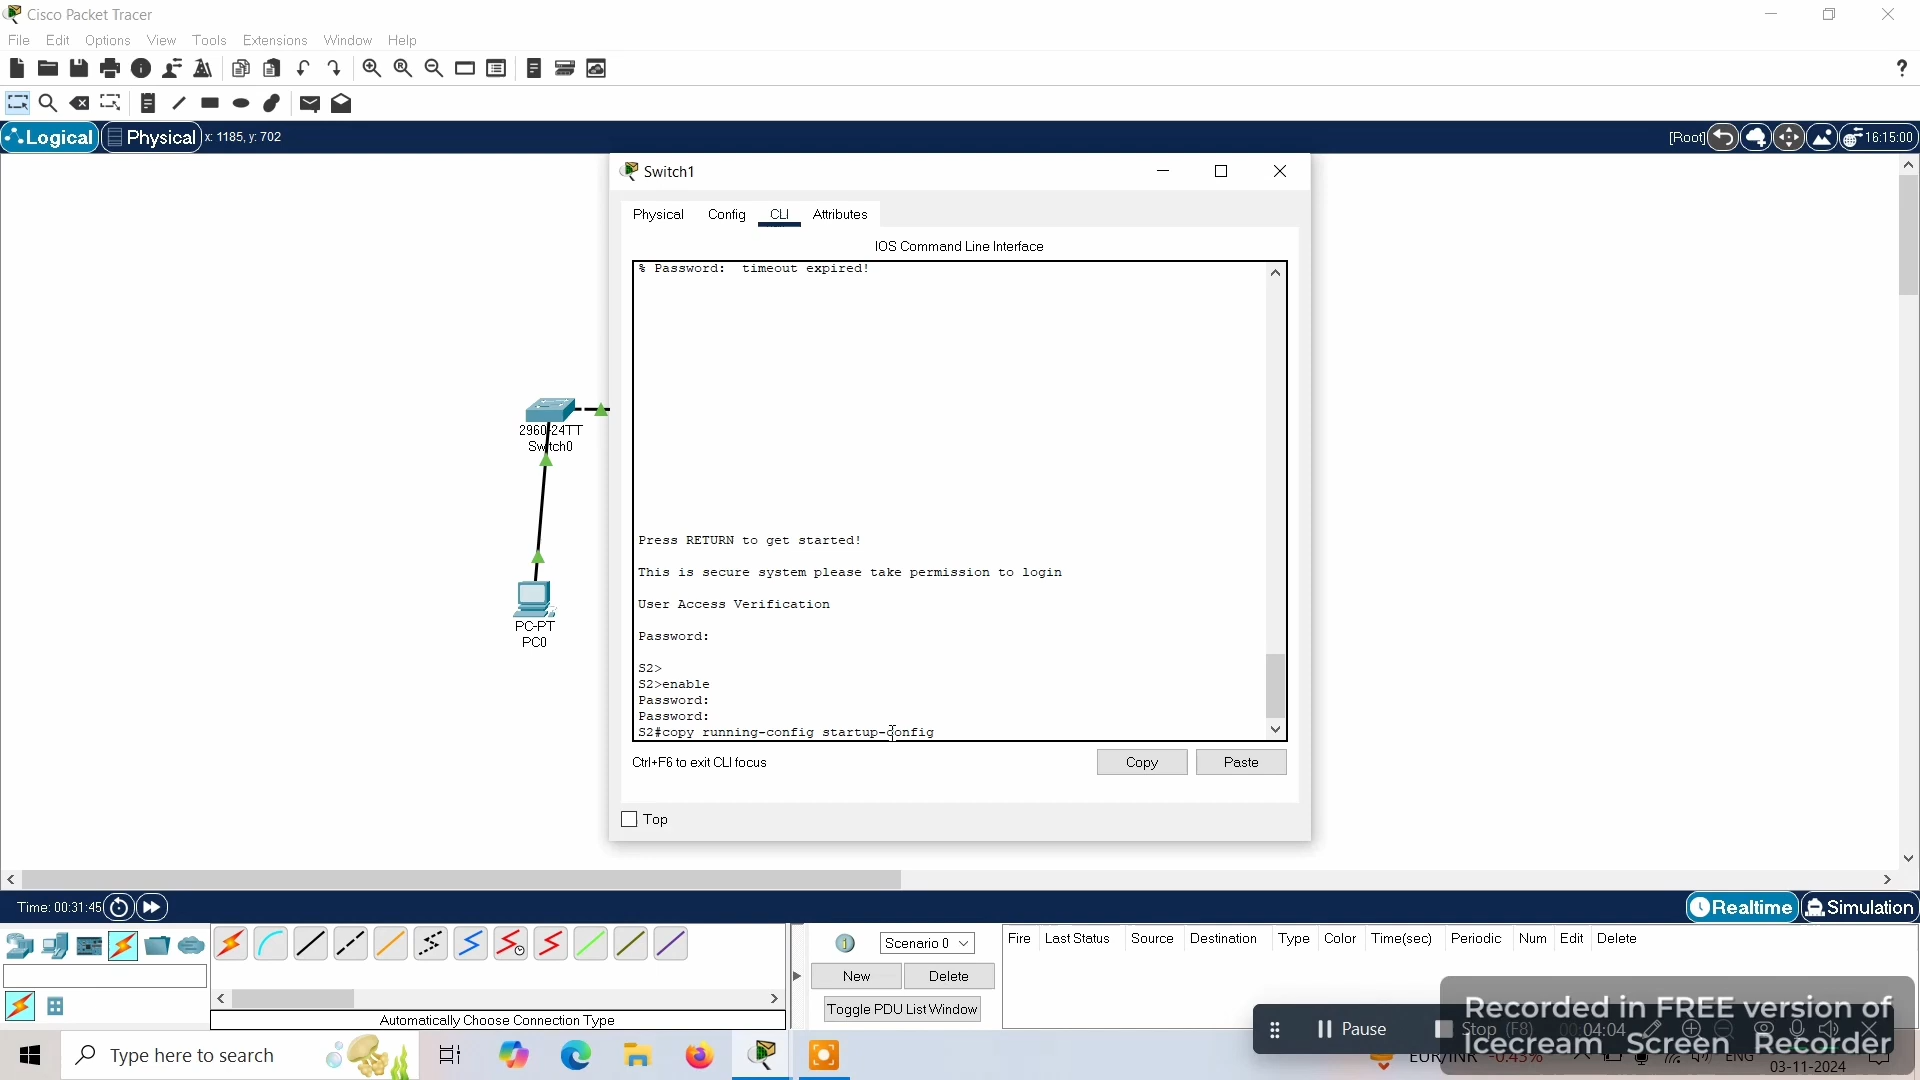 Cisco Packet Tracer
File Edit Options View Tools Extensions Window Help
?
Logical Physical x: 1185, y: 702 [Root] 16:15:00
Switch1
Physical Config CLI Attributes
IOS Command Line Interface
% Password:  timeout expired!
Press RETURN to get started!
This is secure system please take permission to login
User Access Verification
Password:
S2>
S2>enable
Password:
Password:
S2#copy running-config startup-config
Ctrl+F6 to exit CLI focus
Copy Paste
Top
2960-24TT
Switch0
PC-PT
PC0
Time: 00:31:45
Realtime Simulation
Scenario 0
New Delete
Toggle PDU List Window
Fire Last Status Source Destination Type Color Time(sec) Periodic Num Edit Delete
Automatically Choose Connection Type
Pause Stop (F8) 00:04:04
Recorded in FREE version of
Icecream Screen Recorder
Type here to search
EUR/INR -0.45% ENG
03-11-2024